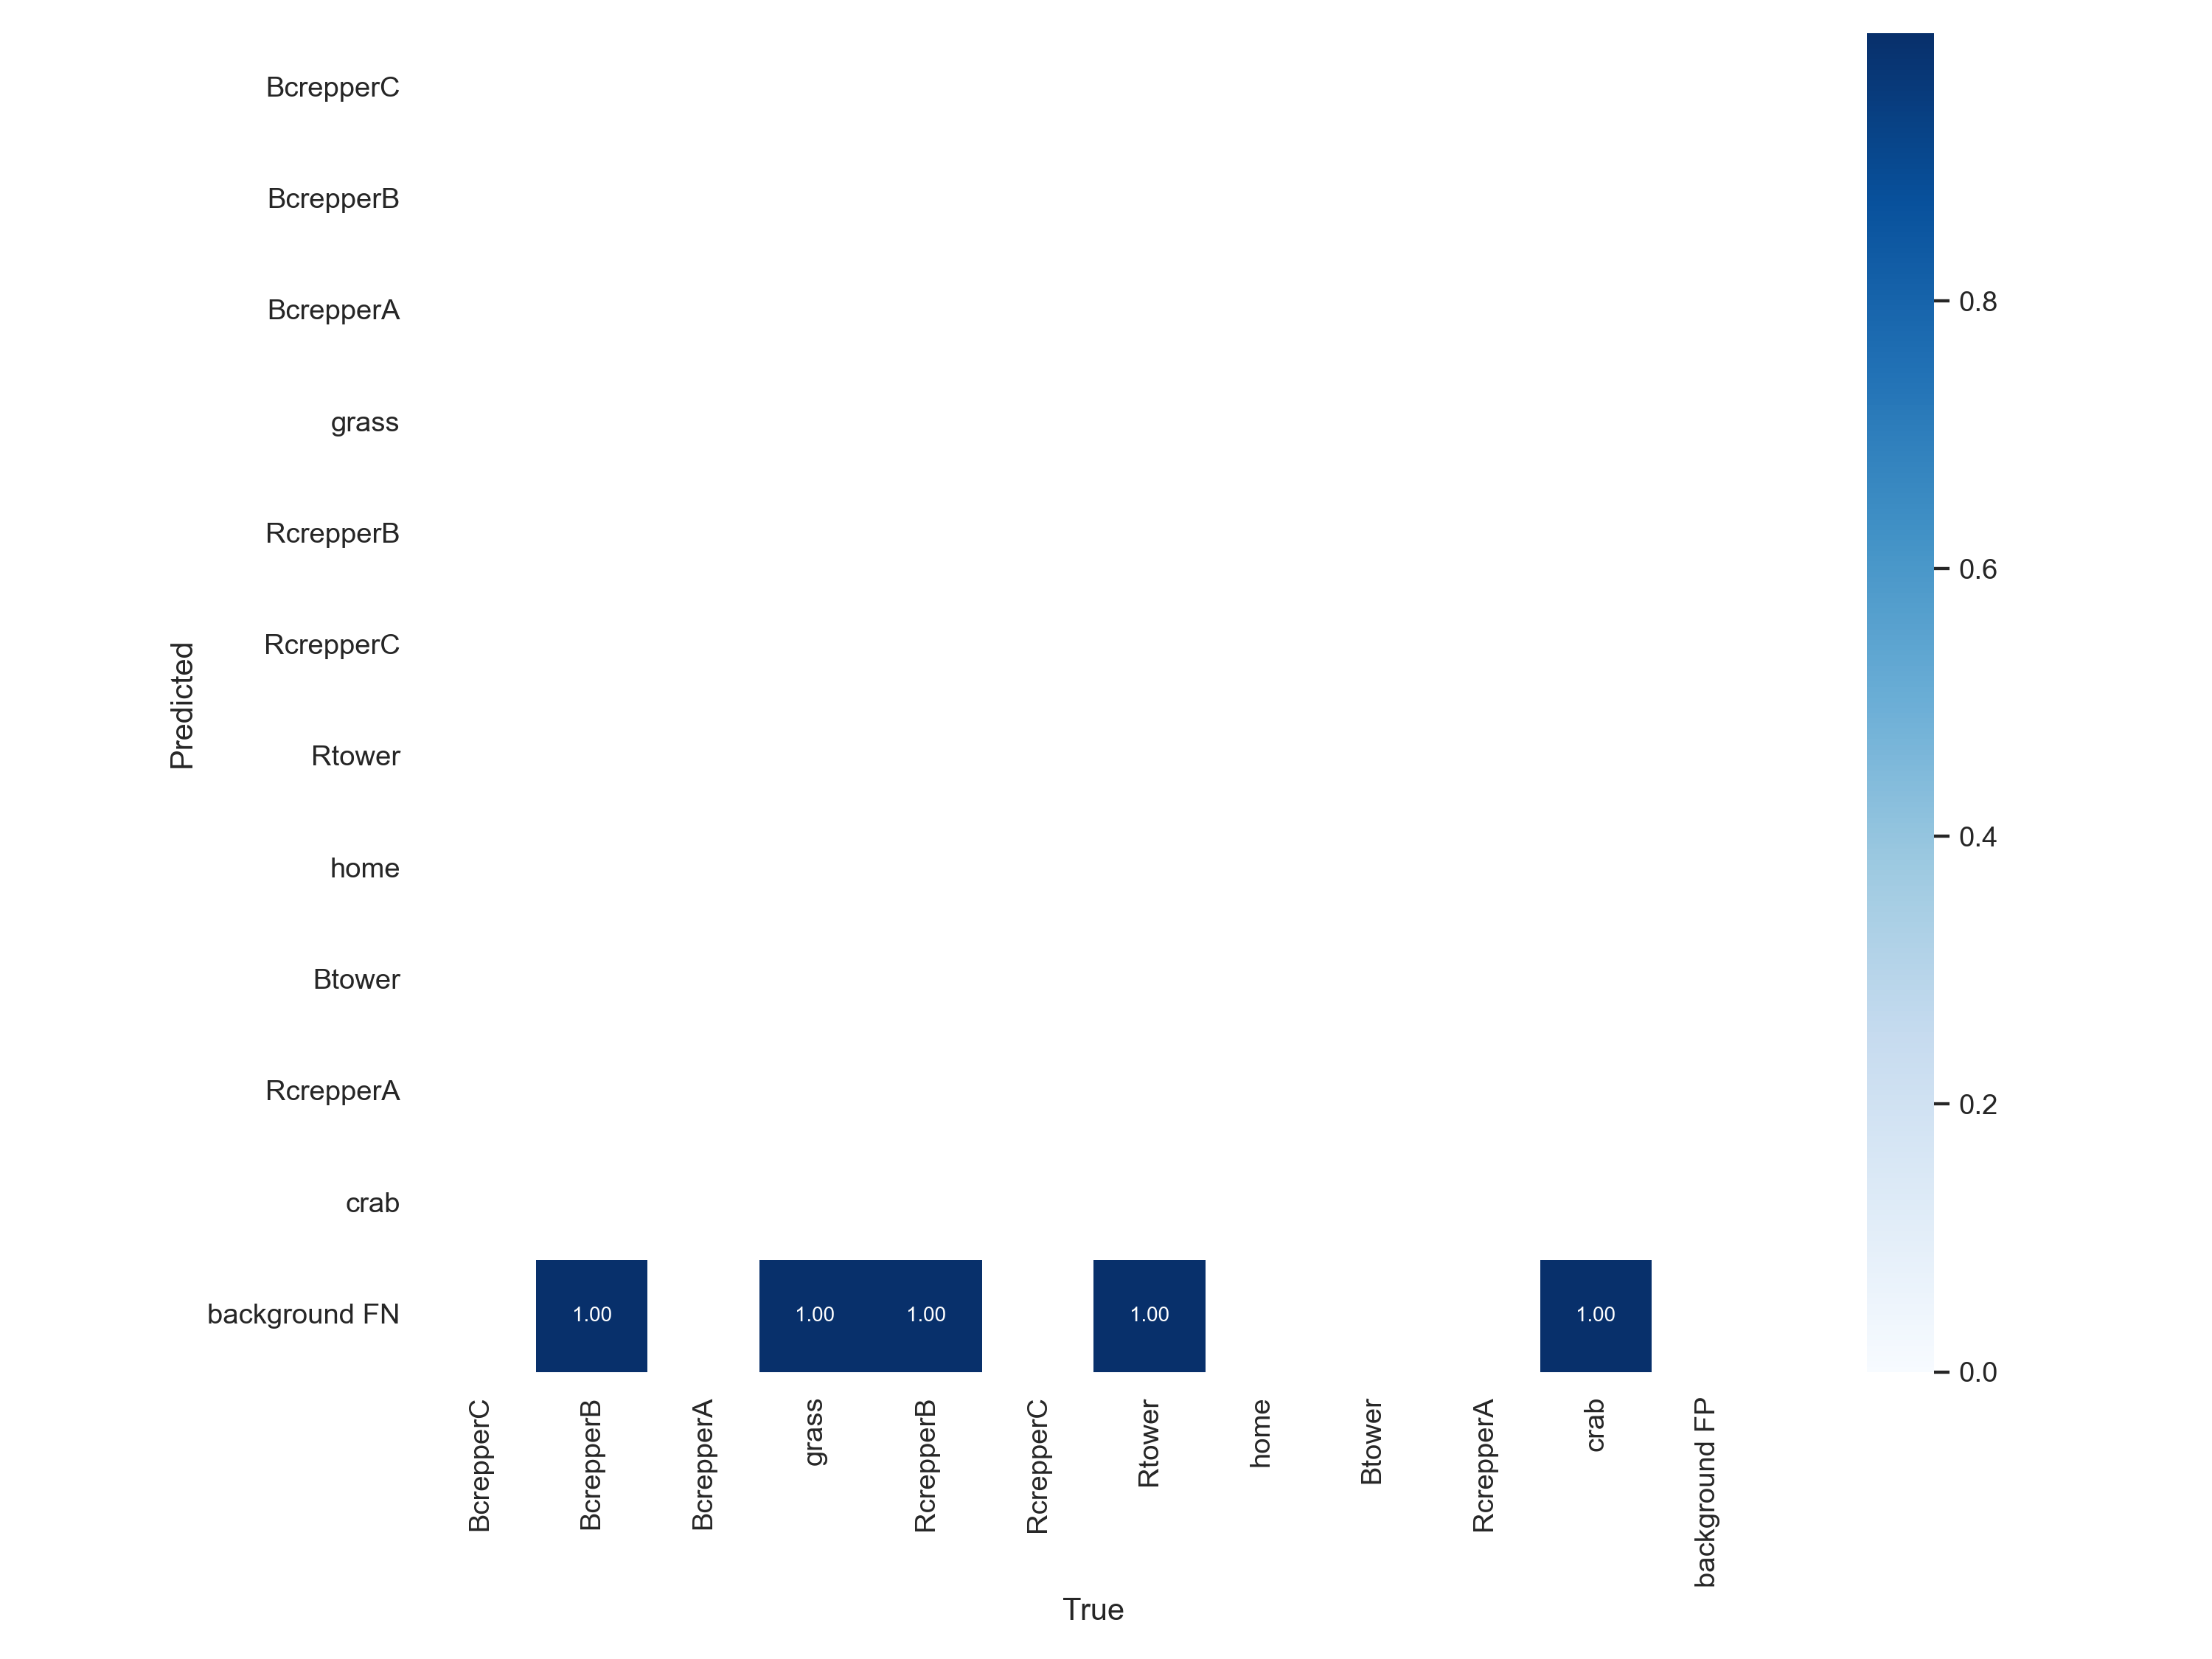 Predicted
BcrepperC
BcrepperB
BcrepperA
grass
RcrepperB
RcrepperC
Rtower
home
Btower
RcrepperA
crab
background FN
1.00 1.00 1.00 1.00 1.00
BcrepperC
BcrepperB
BcrepperA
grass
RcrepperB
RcrepperC
Rtower
home
Btower
RcrepperA
crab
background FP
True
0.8
0.6
0.4
0.2
0.0